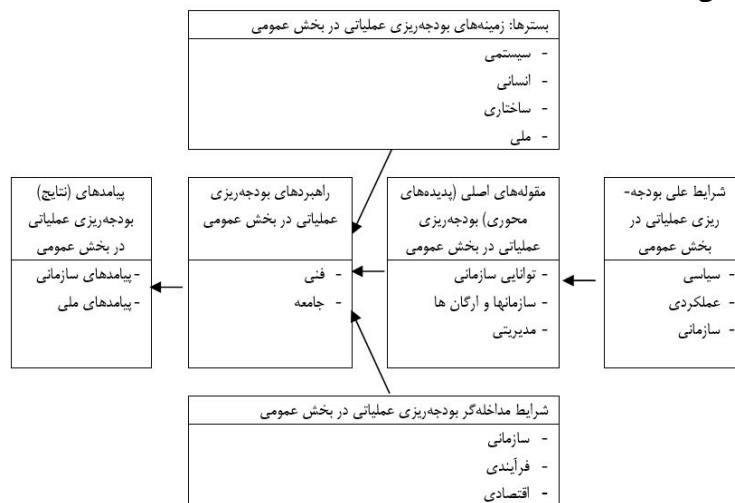 بسترها: زمینه‌های بودجه‌ریزی عملیاتی در بخش عمومی
- سیستمی
- انسانی
- ساختاری
- ملی
شرایط علی بودجه-
ریزی عملیاتی در
بخش عمومی
- سیاسی
- عملکردی
- سازمانی
مقوله‌های اصلی (پدیده‌های
محوری) بودجه‌ریزی
عملیاتی در بخش عمومی
- توانایی سازمانی
- سازمانها و ارگان ها
- مدیریتی
راهبردهای بودجه‌ریزی
عملیاتی در بخش عمومی
- فنی
- جامعه
پیامدهای (نتایج)
بودجه‌ریزی عملیاتی
در بخش عمومی
-پیامدهای سازمانی
-پیامدهای ملی
شرایط مداخله‌گر بودجه‌ریزی عملیاتی در بخش عمومی
- سازمانی
- فرآیندی
- اقتصادی